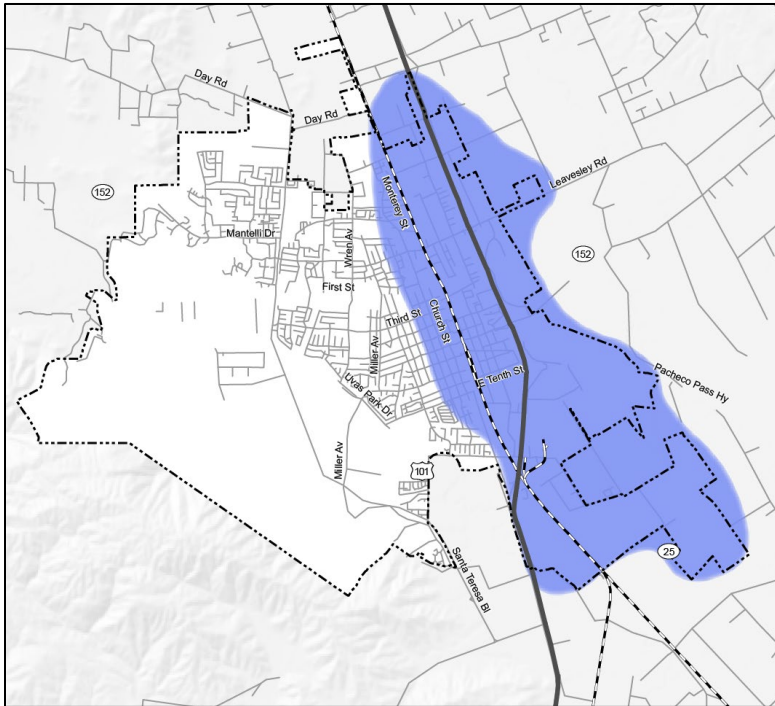 Day Rd
Day Rd
Leavesley Rd
152
Monterey St
Mantelli Dr
Wren Av
152
First St
Third St
Church St
Miller Av
E Tenth St
Pacheco Pass Hy
Uvas Park Dr
Miller Av
101
25
Santa Teresa Bl